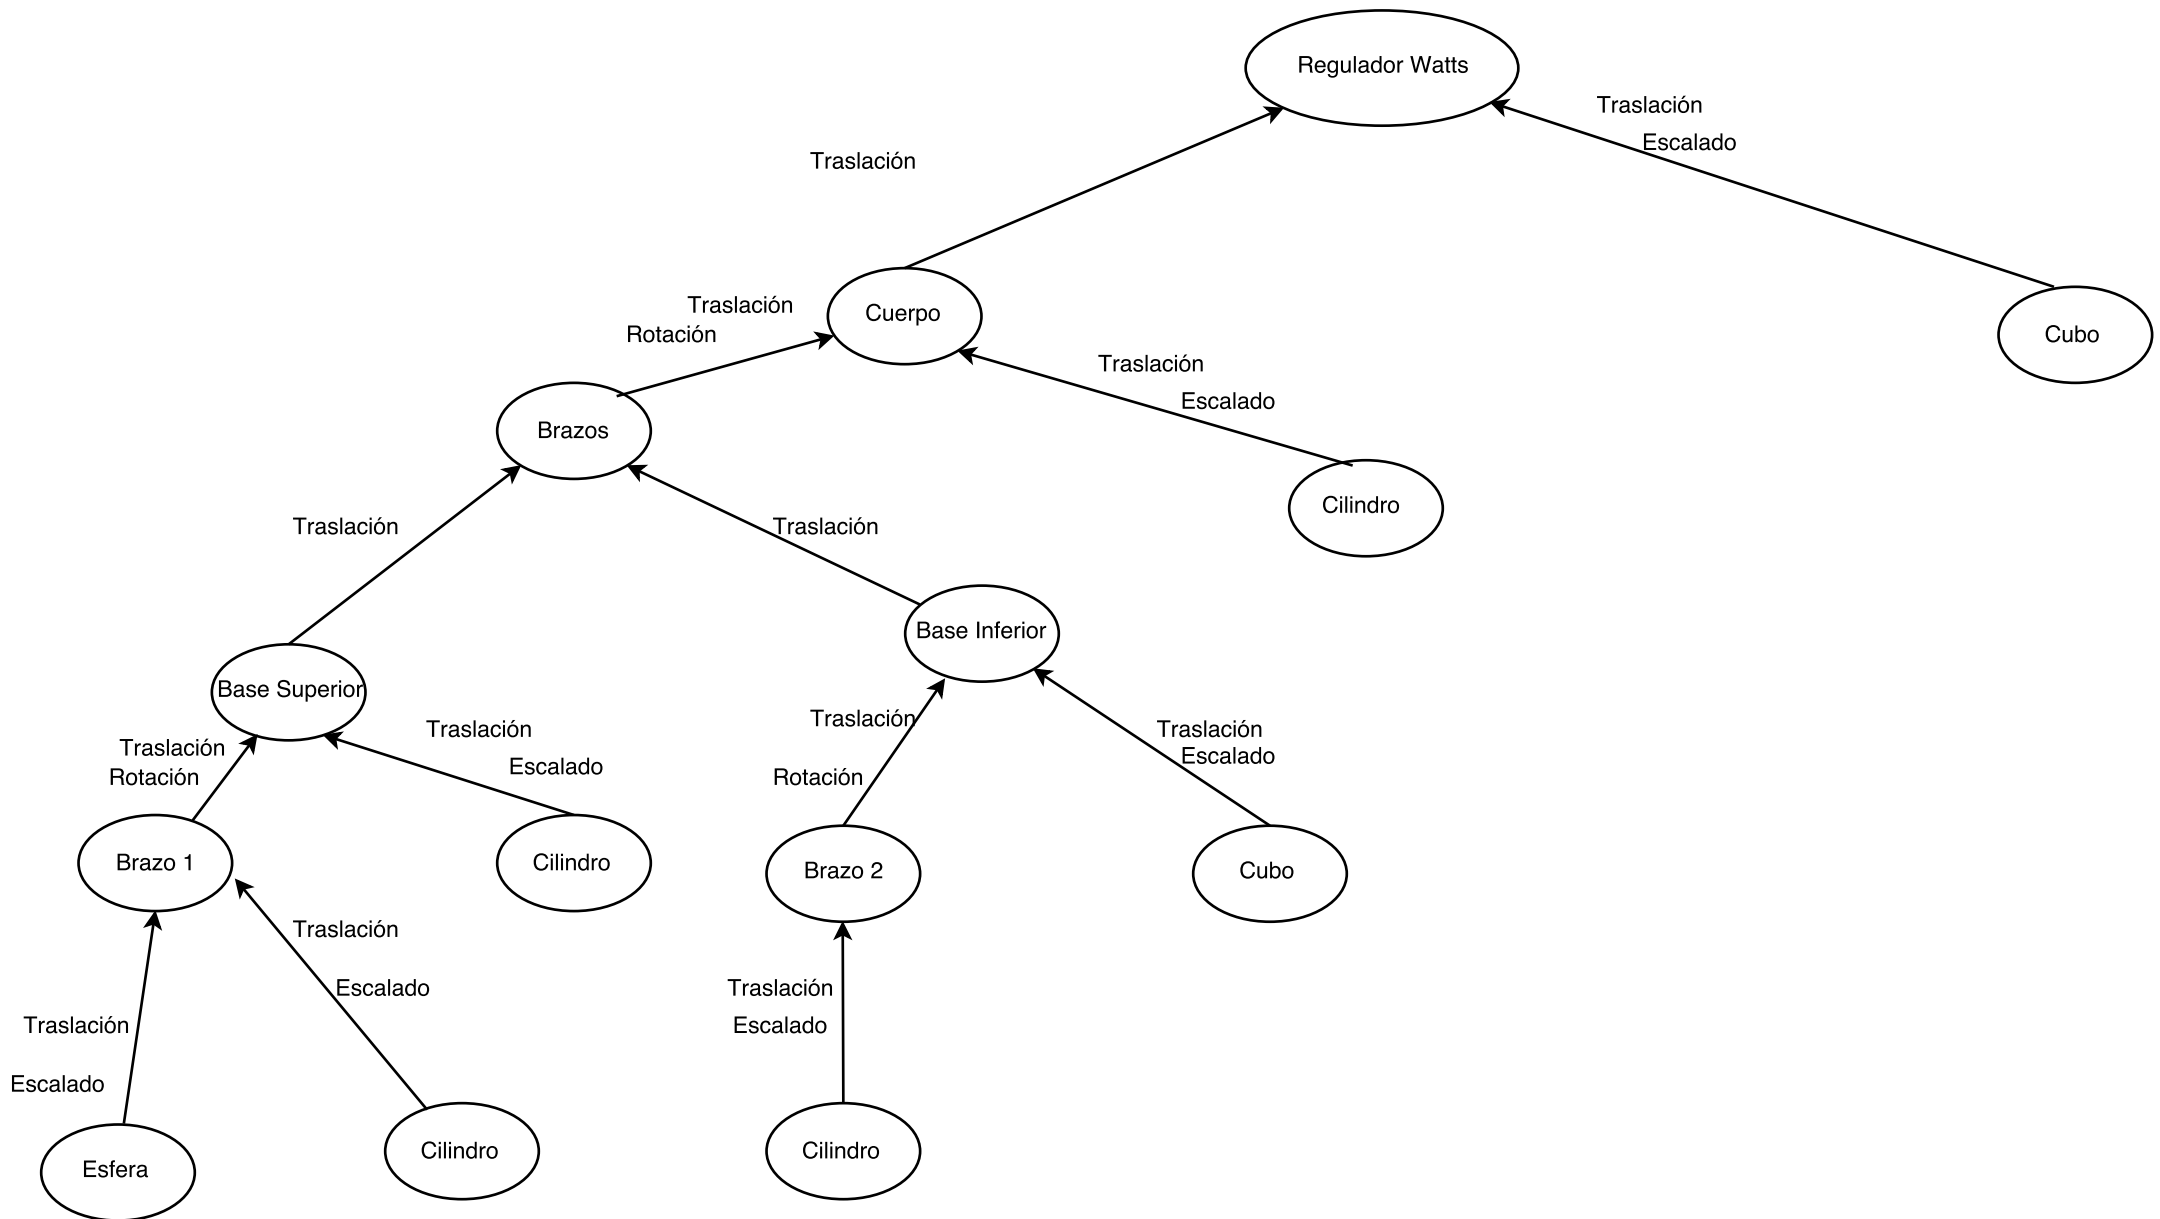 Regulador Watts
Traslación
Escalado
Traslación
Traslación
Rotación
Cuerpo
Cubo
Traslación
Escalado
Brazos
Cilindro
Traslación
Traslación
Base Inferior
Base Superior
Traslación
Rotación
Traslación
Escalado
Traslación
Rotación
Traslación
Escalado
Brazo 1
Cilindro
Brazo 2
Cubo
Traslación
Escalado
Traslación
Escalado
Traslación
Escalado
Esfera
Cilindro
Cilindro